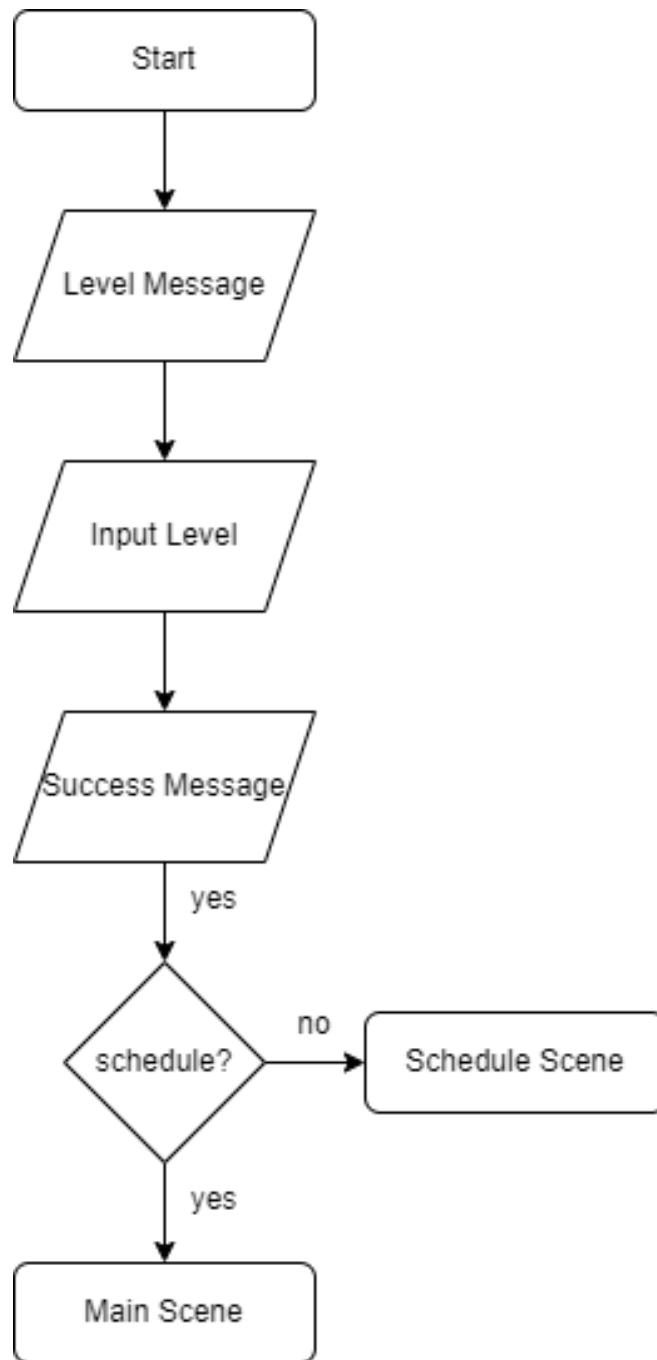 Start
Level Message
Input Level
Success Message
yes
schedule?
no
Schedule Scene
yes
Main Scene